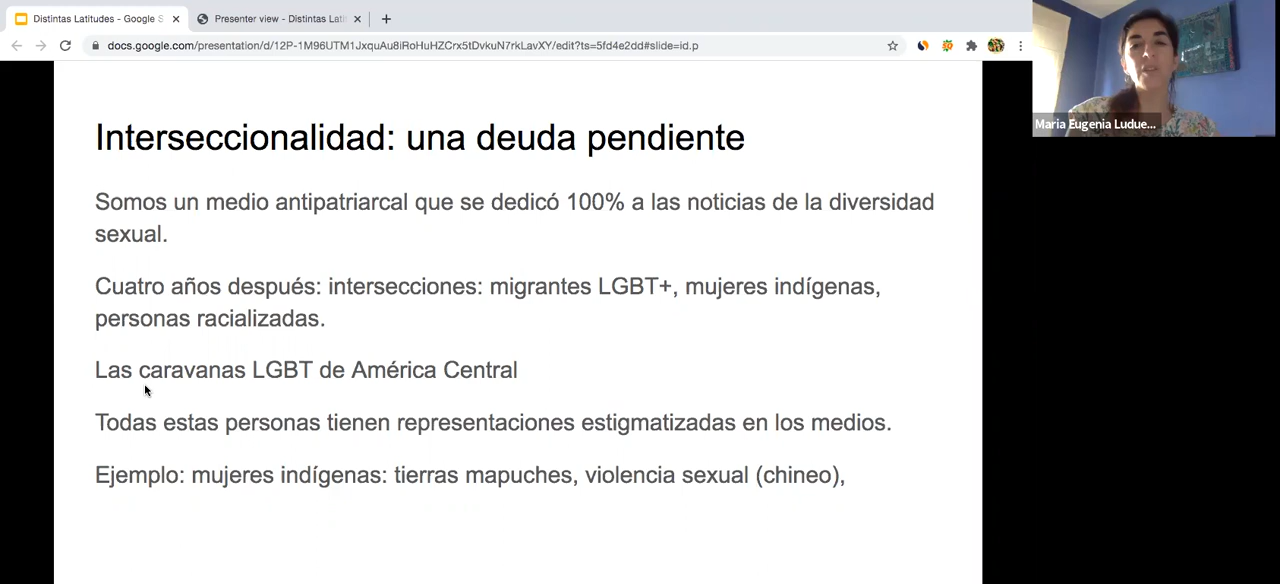 Distintas Latitudes - Google S
Presenter view - Distintas Lati
docs.google.com/presentation/d/12P-1M96UTM1JxquAu8iRoHuHZCrx5tDvkuN7rkLavXY/edit?ts=5fd4e2dd#slide=id.p
Maria Eugenia Ludue...
Interseccionalidad: una deuda pendiente
Somos un medio antipatriarcal que se dedicó 100% a las noticias de la diversidad
sexual.
Cuatro años después: intersecciones: migrantes LGBT+, mujeres indígenas,
personas racializadas.
Las caravanas LGBT de América Central
Todas estas personas tienen representaciones estigmatizadas en los medios.
Ejemplo: mujeres indígenas: tierras mapuches, violencia sexual (chineo),